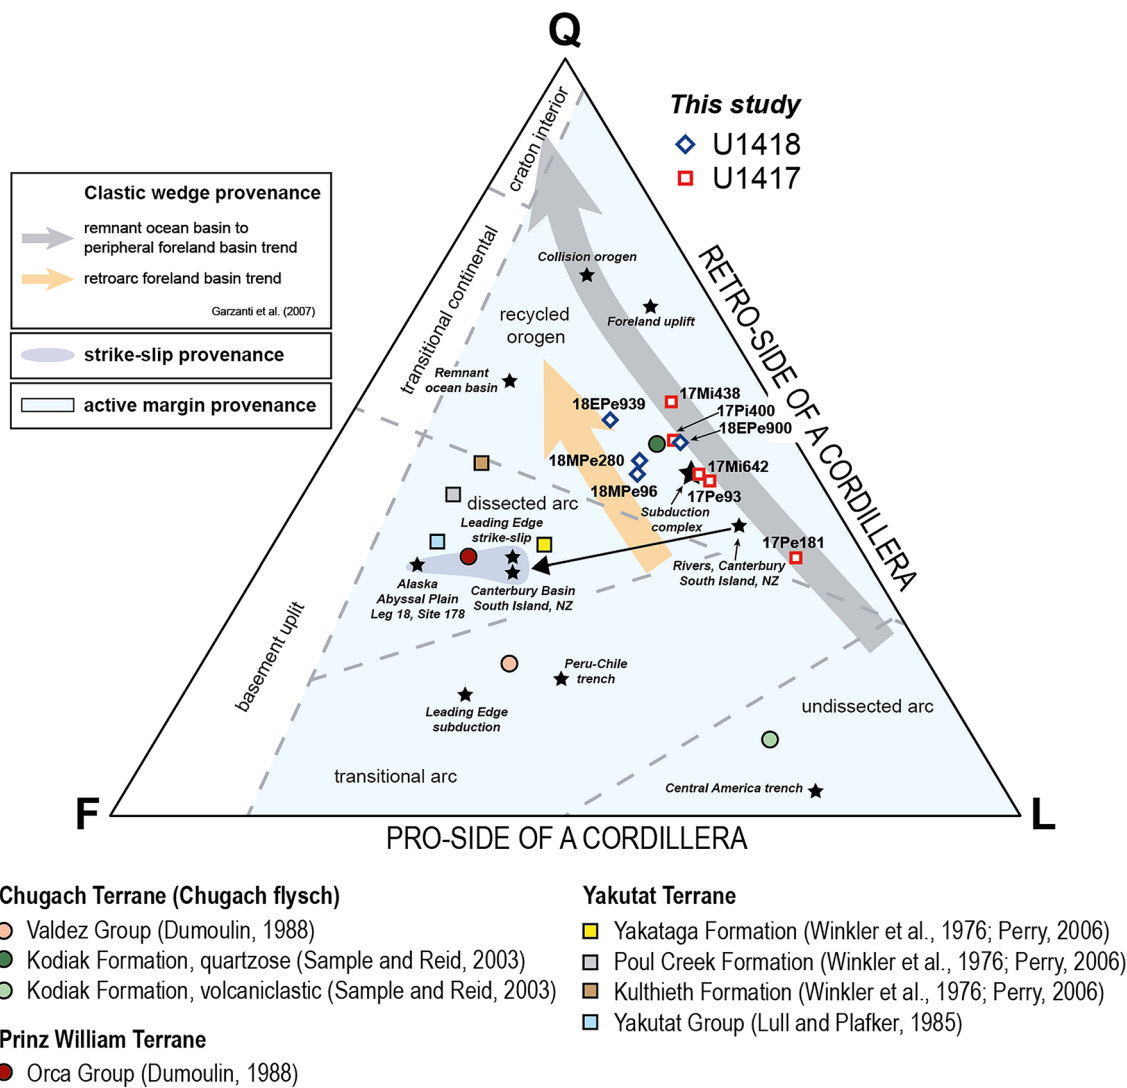 Q
This study
U1418
U1417
Clastic wedge provenance
remnant ocean basin to
peripheral foreland basin trend
retroarc foreland basin trend
Garzanti et al. (2007)
strike-slip provenance
active margin provenance
craton interior
transitional continental
basement uplit
RETRO-SIDE OF A CORDILLERA
Collision orogen
Foreland uplift
recycled
orogen
Remnant
ocean basin
18EPe939
17Mi438
17Pi400
18EPe900
18MPe280
17Mi642
18MPe96
17Pe93
dissected arc
Subduction
complex
Leading Edge
strike-slip
17Pe181
Rivers, Canterbury
South Island, NZ
Alaska
Abyssal Plain
Leg 18, Site 178
Canterbury Basin
South Island, NZ
Peru-Chile
trench
Leading Edge
subduction
undissected arc
transitional arc
Central America trench
F
L
PRO-SIDE OF A CORDILLERA
Chugach Terrane (Chugach flysch)
Valdez Group (Dumoulin, 1988)
Kodiak Formation, quartzose (Sample and Reid, 2003)
Kodiak Formation, volcaniclastic (Sample and Reid, 2003)
Prinz William Terrane
Orca Group (Dumoulin, 1988)
Yakutat Terrane
Yakataga Formation (Winkler et al., 1976; Perry, 2006)
Poul Creek Formation (Winkler et al., 1976; Perry, 2006)
Kulthieth Formation (Winkler et al., 1976; Perry, 2006)
Yakutat Group (Lull and Plafker, 1985)